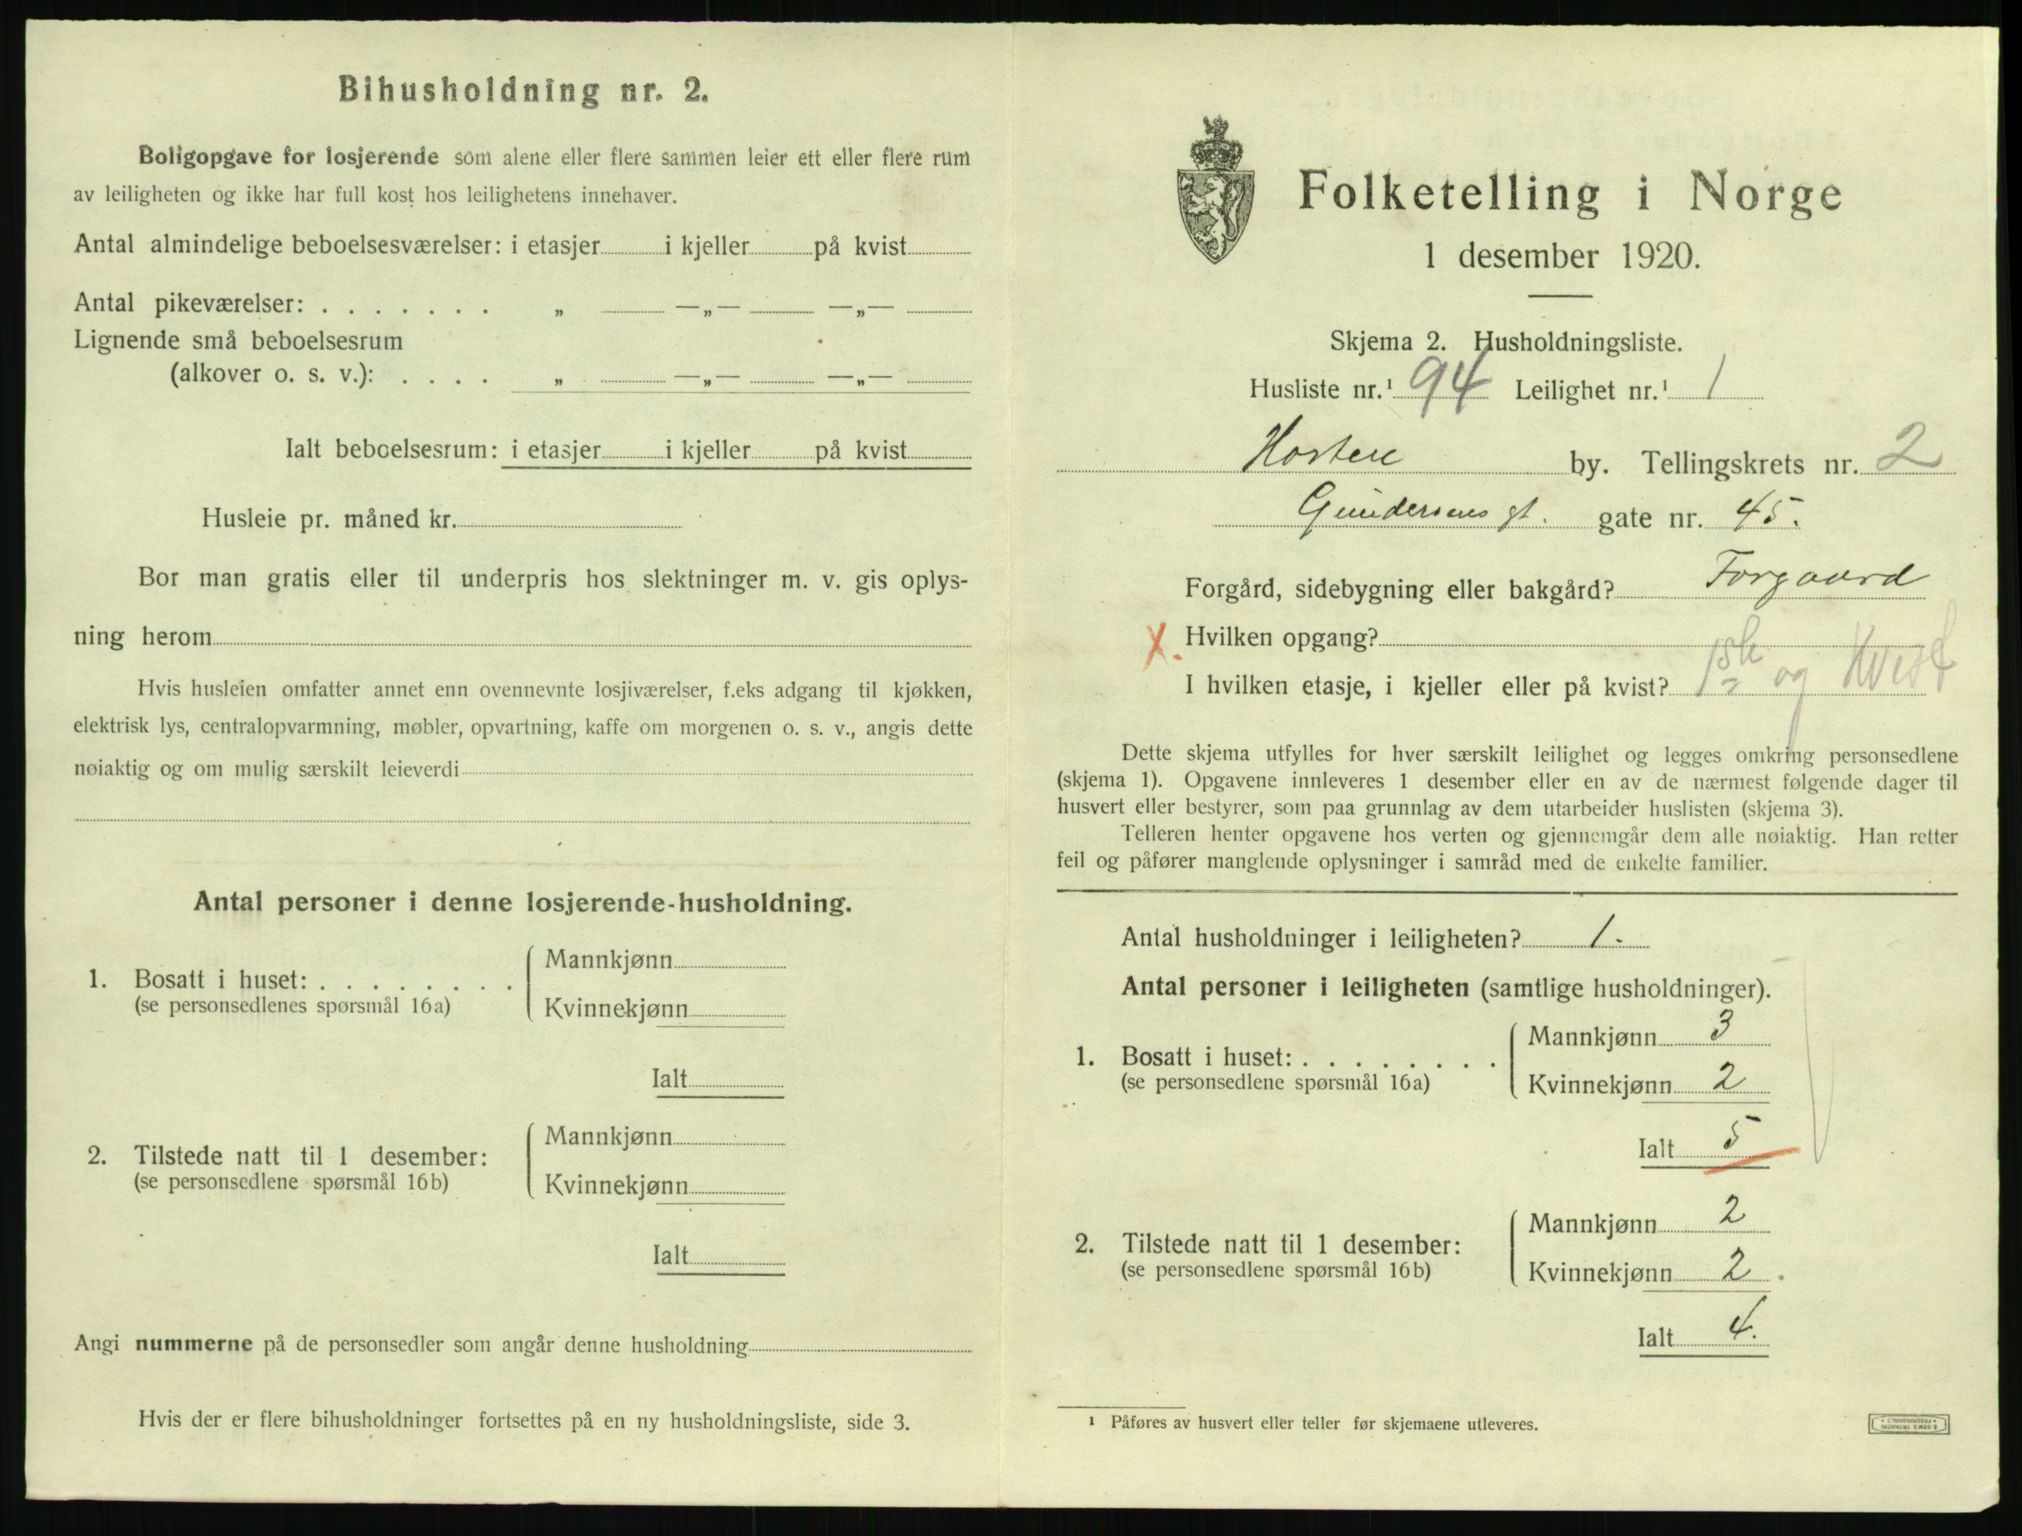 Bihusholdning nr. 2.
Boligopgave for losjerende som alene eller flere sammen leier ett eller flere rum
av leiligheten og ikke har full kost hos leilighetens innehaver.
Antal almindelige beboelsesværelser: i etasjer i kjeller på kvist
Antal pikeværelser: . . . . . . . „ —„— —„—
Lignende små beboelsesrum
(alkover o. s. v.): . . . . „ —„— —„—
Ialt beboelsesrum: i etasjer i kjeller på kvist
Husleie pr. måned kr.
Bor man gratis eller til underpris hos slektninger m. v. gis oplys-
ning herom
Hvis husleien omfatter annet enn ovennevnte losjiværelser, f.eks adgang til kjøkken,
elektrisk lys, centralopvarmning, møbler, opvartning, kaffe om morgenen o. s. v., angis dette
nøiaktig og om mulig særskilt leieverdi
Antal personer i denne losjerende-husholdning.
1. Bosatt i huset: . . . . . . . .
(se personsedlenes spørsmål 16a)
Mannkjønn
Kvinnekjønn
Ialt
2. Tilstede natt til 1 desember:
(se personsedlene spørsmål 16b)
Mannkjønn
Kvinnekjønn
Ialt
Angi nummerne på de personsedler som angår denne husholdning
Hvis der er flere bihusholdninger fortsettes på en ny husholdningsliste, side 3.
Folketelling i Norge
1 desember 1920.
Skjema 2. Husholdningsliste.
Husliste nr.¹ 94 Leilighet nr.¹ 1
Horten by. Tellingskrets nr. 2
Gundersens gt. gate nr. 45.
Forgård, sidebygning eller bakgård? Forgaard
X. Hvilken opgang?
I hvilken etasje, i kjeller eller på kvist? 1ste og Kvist
Dette skjema utfylles for hver særskilt leilighet og legges omkring personsedlene
(skjema 1). Opgavene innleveres 1 desember eller en av de nærmest følgende dager til
husvert eller bestyrer, som paa grunnlag av dem utarbeider huslisten (skjema 3).
Telleren henter opgavene hos verten og gjennemgår dem alle nøiaktig. Han retter
feil og påfører manglende oplysninger i samråd med de enkelte familier.
Antal husholdninger i leiligheten? 1.
Antal personer i leiligheten (samtlige husholdninger).
1. Bosatt i huset: . . . . . . . .
(se personsedlene spørsmål 16a)
Mannkjønn 3
Kvinnekjønn 2
Ialt 5
2. Tilstede natt til 1 desember:
(se personsedlene spørsmål 16b)
Mannkjønn 2
Kvinnekjønn 2.
Ialt 4.
¹ Påføres av husvert eller teller før skjemaene utleveres.